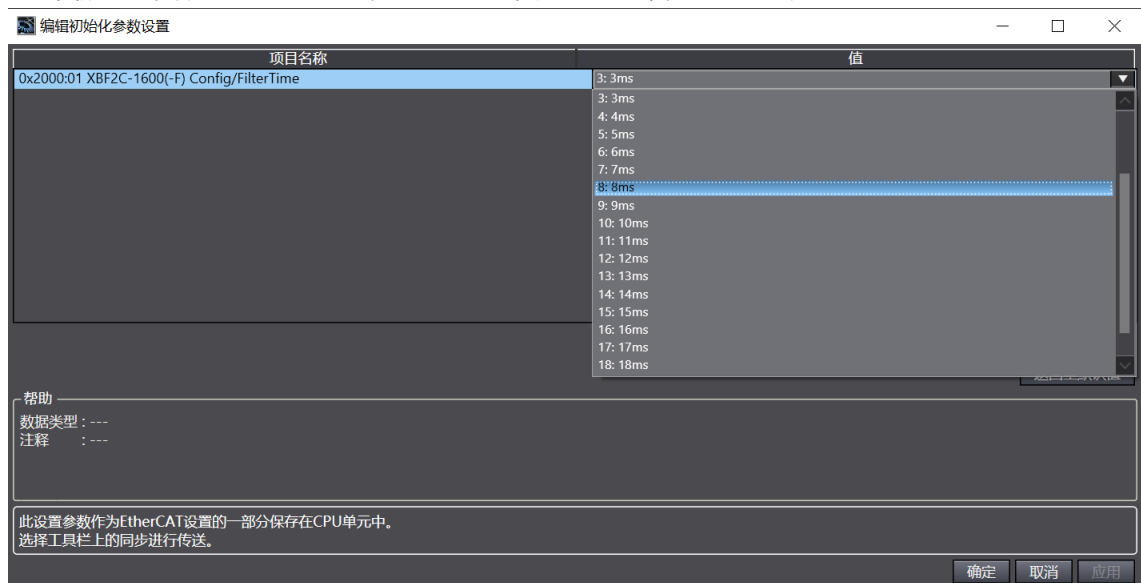 编辑初始化参数设置
项目名称 值
0x2000:01 XBF2C-1600(-F) Config/FilterTime 3: 3ms
3: 3ms
4: 4ms
5: 5ms
6: 6ms
7: 7ms
8: 8ms
9: 9ms
10: 10ms
11: 11ms
12: 12ms
13: 13ms
14: 14ms
15: 15ms
16: 16ms
17: 17ms
18: 18ms
帮助
数据类型 : ---
注释 : ---
此设置参数作为EtherCAT设置的一部分保存在CPU单元中。
选择工具栏上的同步进行传送。
确定 取消 应用